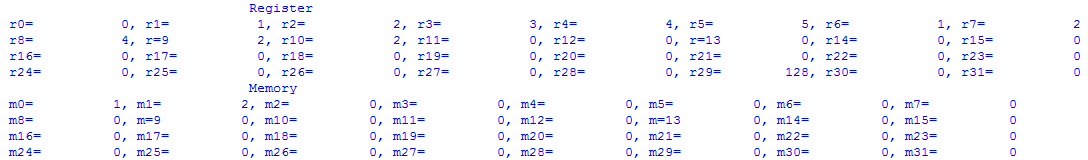 Register
r0= 0, r1= 1, r2= 2, r3= 3, r4= 4, r5= 5, r6= 1, r7= 2
r8= 4, r=9 2, r10= 2, r11= 0, r12= 0, r=13 0, r14= 0, r15= 0
r16= 0, r17= 0, r18= 0, r19= 0, r20= 0, r21= 0, r22= 0, r23= 0
r24= 0, r25= 0, r26= 0, r27= 0, r28= 0, r29= 128, r30= 0, r31= 0
Memory
m0= 1, m1= 2, m2= 0, m3= 0, m4= 0, m5= 0, m6= 0, m7= 0
m8= 0, m=9 0, m10= 0, m11= 0, m12= 0, m=13 0, m14= 0, m15= 0
m16= 0, m17= 0, m18= 0, m19= 0, m20= 0, m21= 0, m22= 0, m23= 0
m24= 0, m25= 0, m26= 0, m27= 0, m28= 0, m29= 0, m30= 0, m31= 0